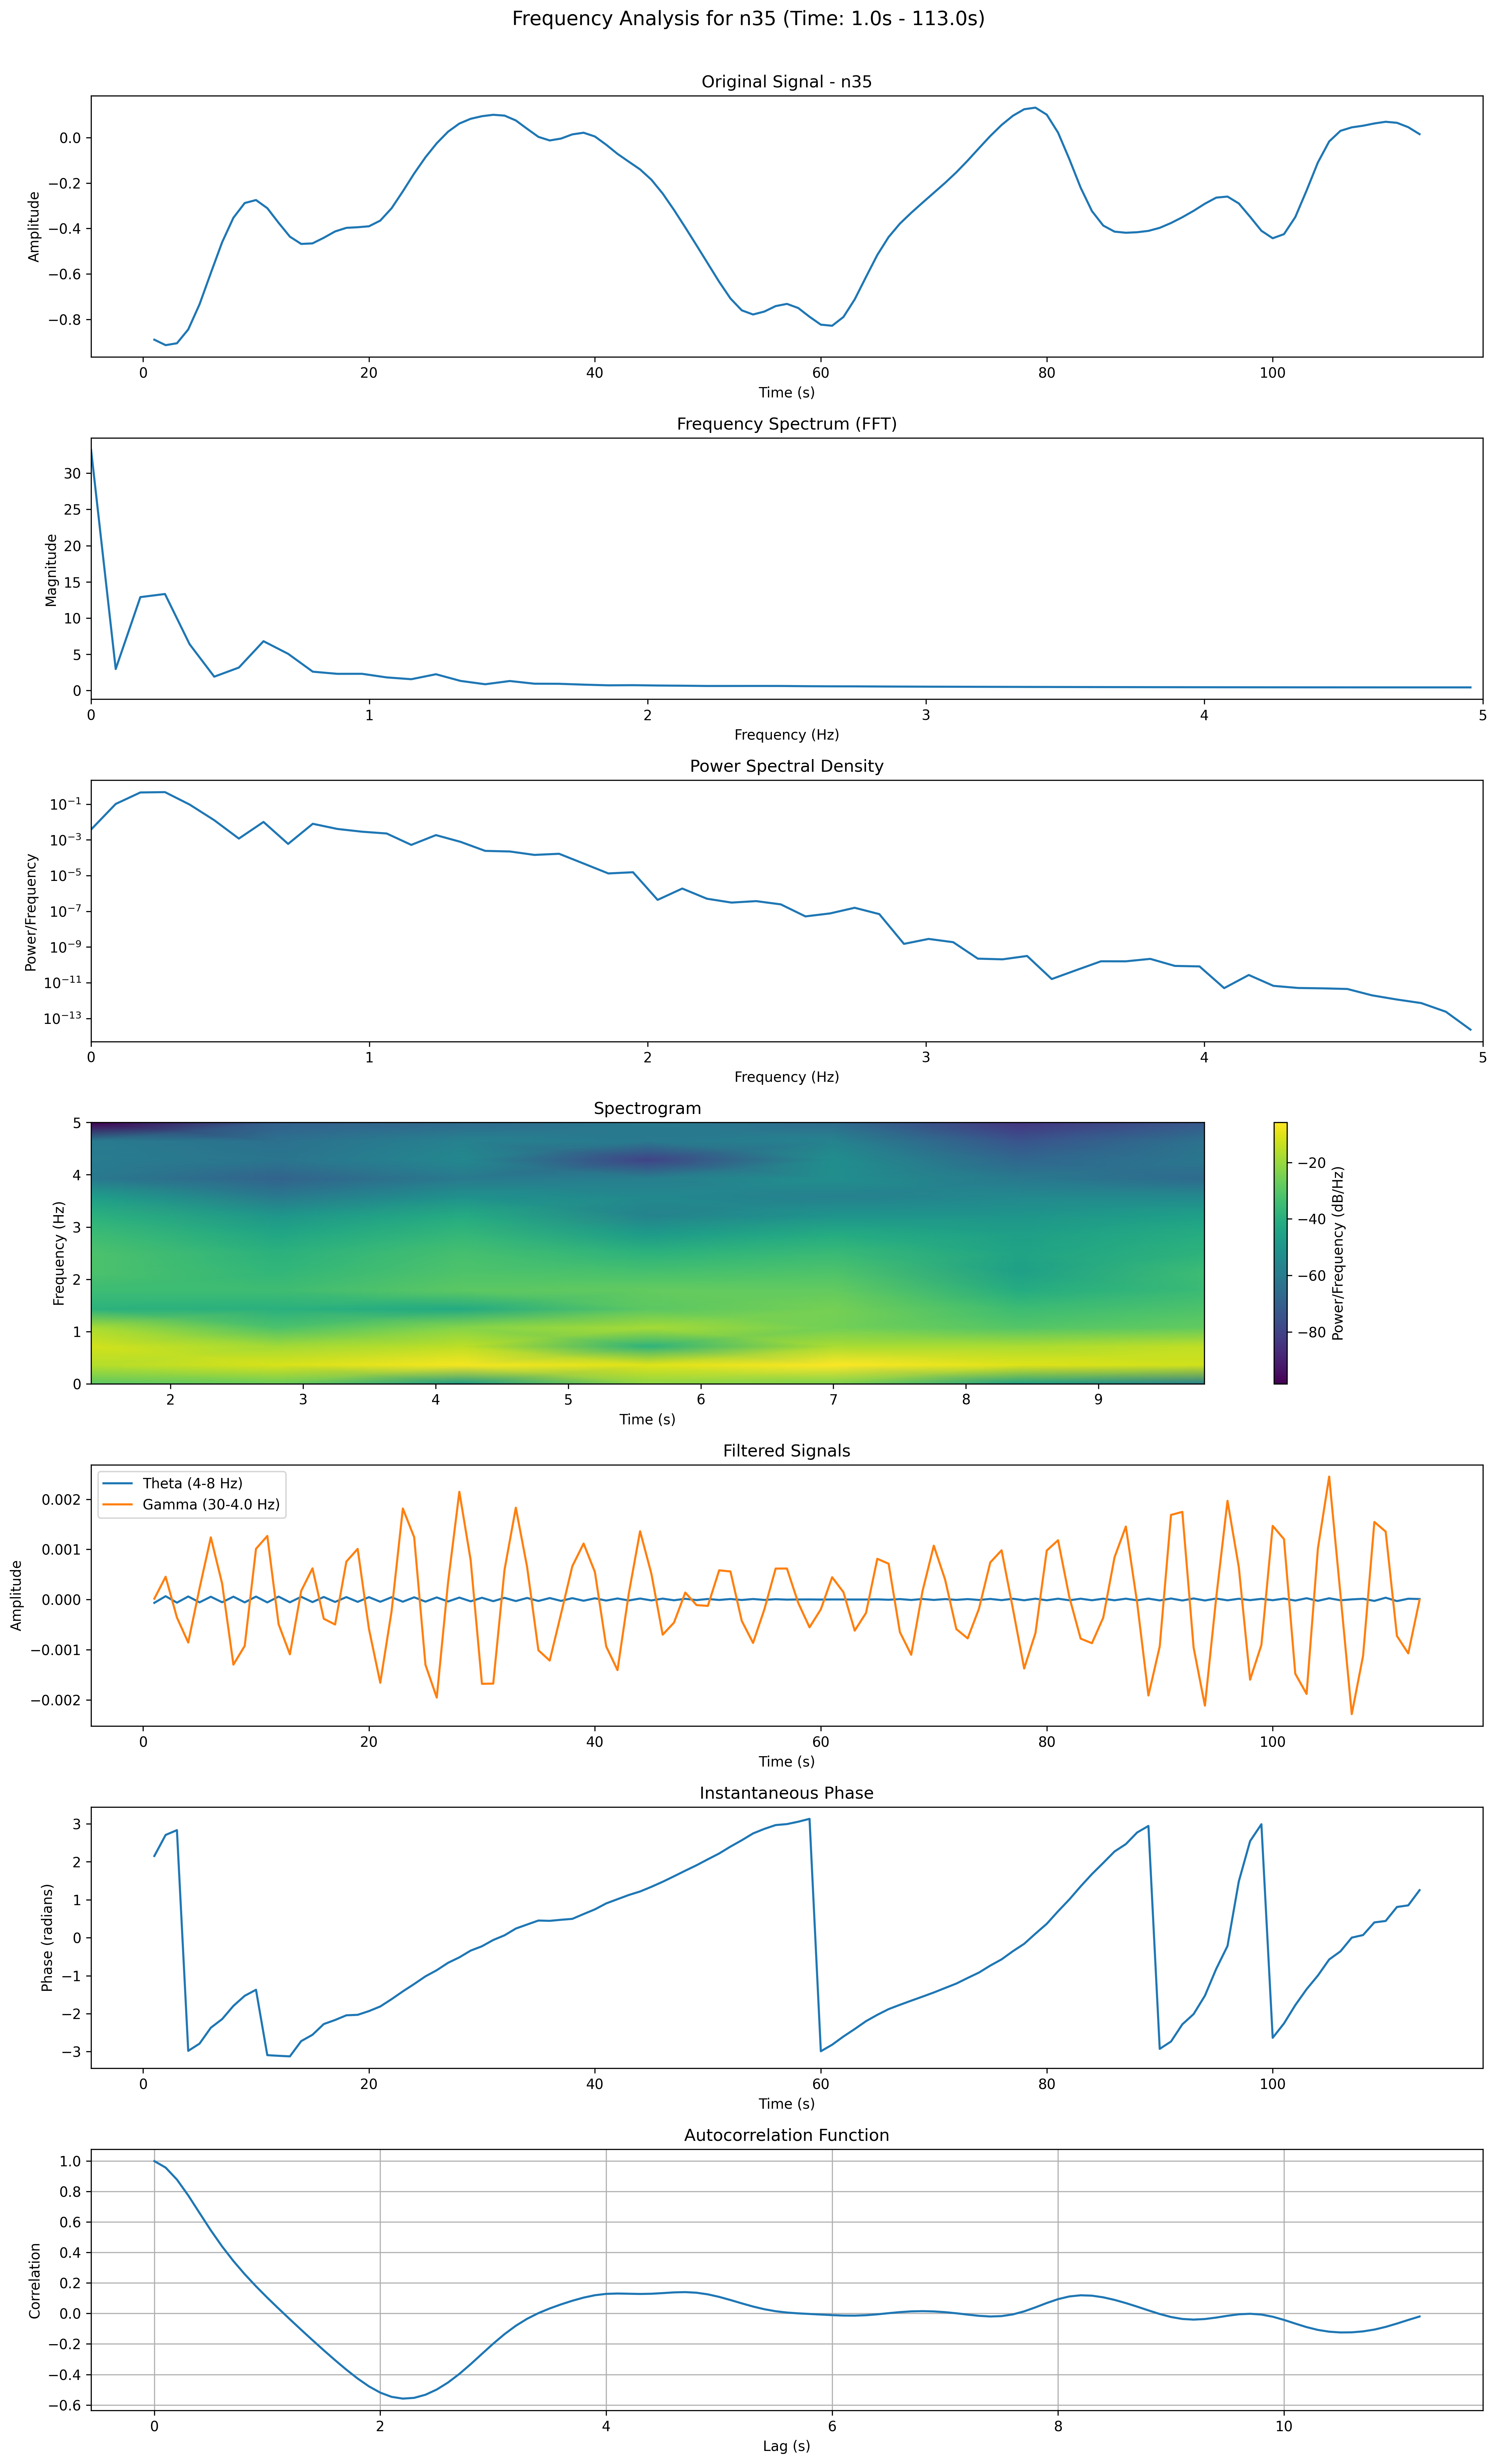 Frequency Analysis for n35 (Time: 1.0s - 113.0s)
Original Signal - n35
Amplitude
0.0
−0.2
−0.4
−0.6
−0.8
0 20 40 60 80 100
Time (s)
Frequency Spectrum (FFT)
Magnitude
30
25
20
15
10
5
0
0 1 2 3 4 5
Frequency (Hz)
Power Spectral Density
Power/Frequency
10⁻¹
10⁻³
10⁻⁵
10⁻⁷
10⁻⁹
10⁻¹¹
10⁻¹³
0 1 2 3 4 5
Frequency (Hz)
Spectrogram
Frequency (Hz)
5
4
3
2
1
0
2 3 4 5 6 7 8 9
Time (s)
−20
−40
−60
−80
Power/Frequency (dB/Hz)
Filtered Signals
Theta (4-8 Hz)
Gamma (30-4.0 Hz)
Amplitude
0.002
0.001
0.000
−0.001
−0.002
0 20 40 60 80 100
Time (s)
Instantaneous Phase
Phase (radians)
3
2
1
0
−1
−2
−3
0 20 40 60 80 100
Time (s)
Autocorrelation Function
Correlation
1.0
0.8
0.6
0.4
0.2
0.0
−0.2
−0.4
−0.6
0 2 4 6 8 10
Lag (s)